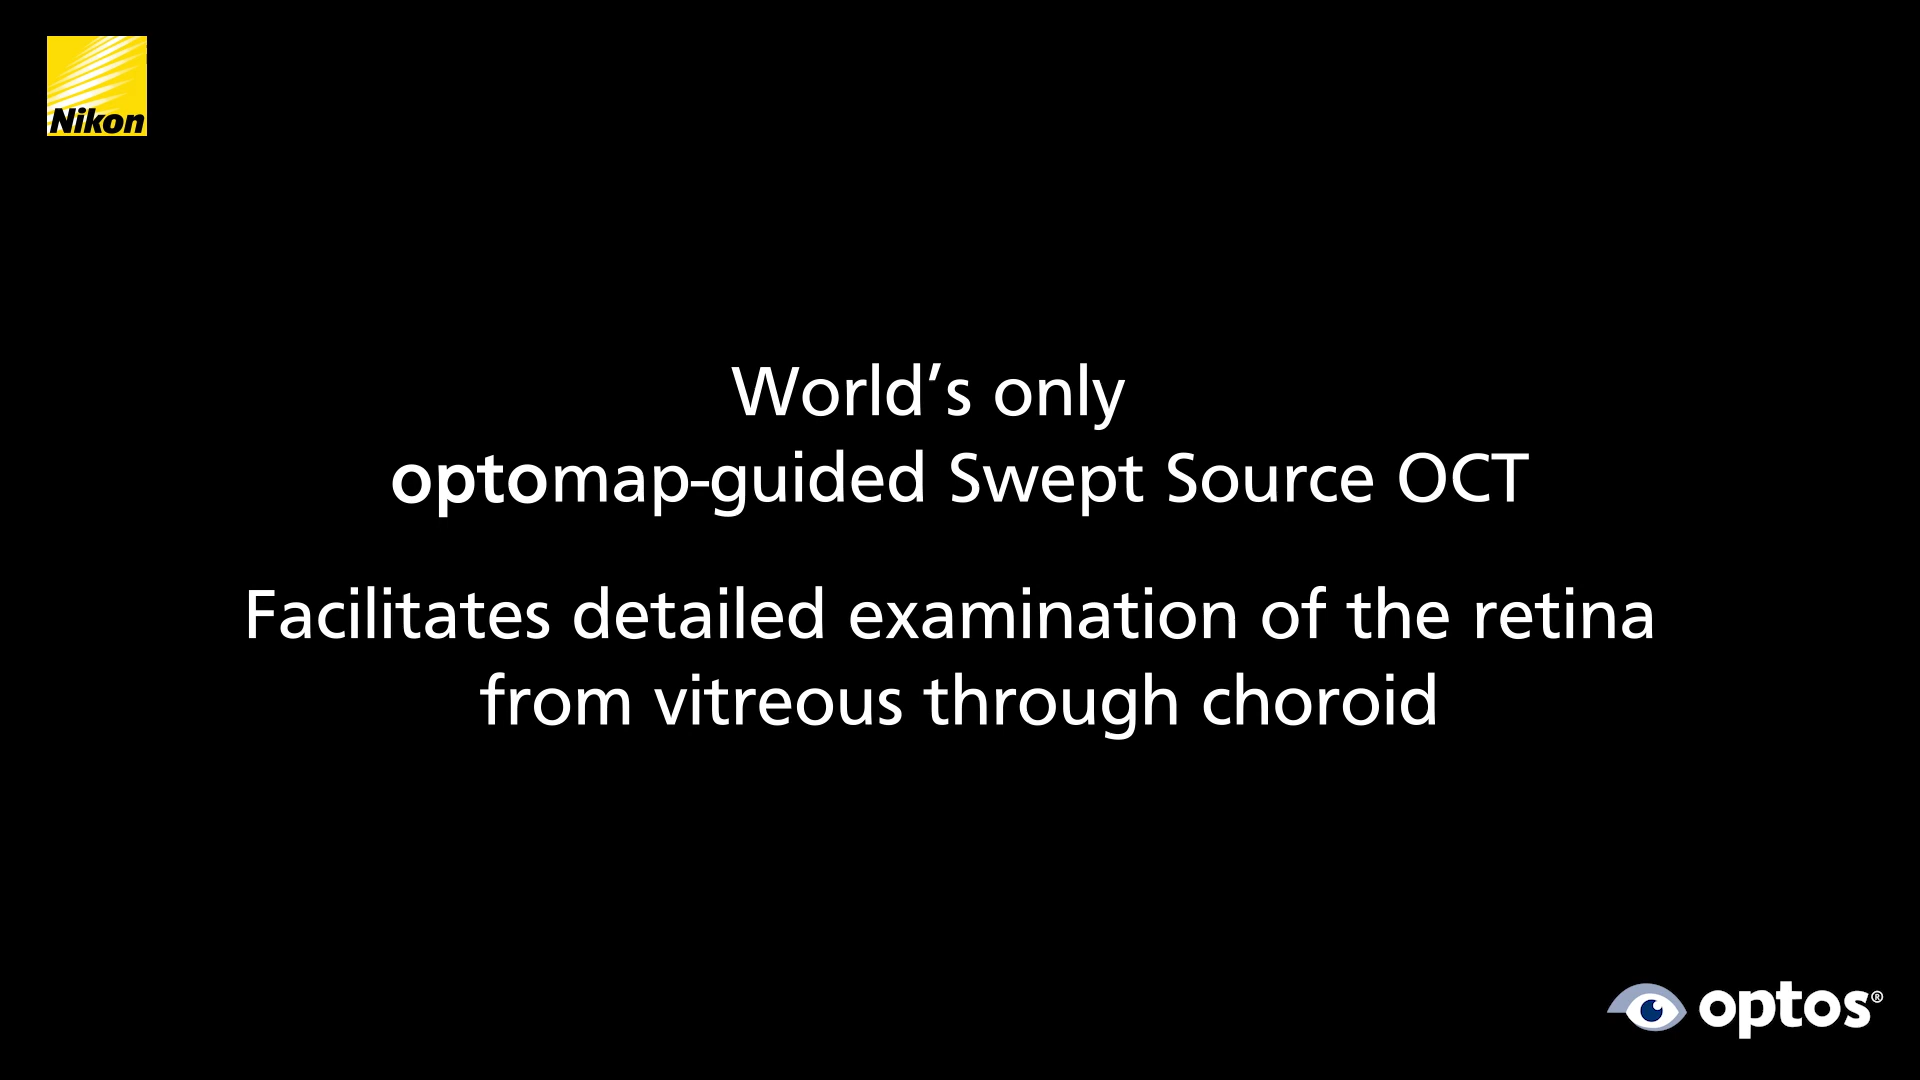 Nikon
World’s only
optomap-guided Swept Source OCT
Facilitates detailed examination of the retina
from vitreous through choroid
optos®